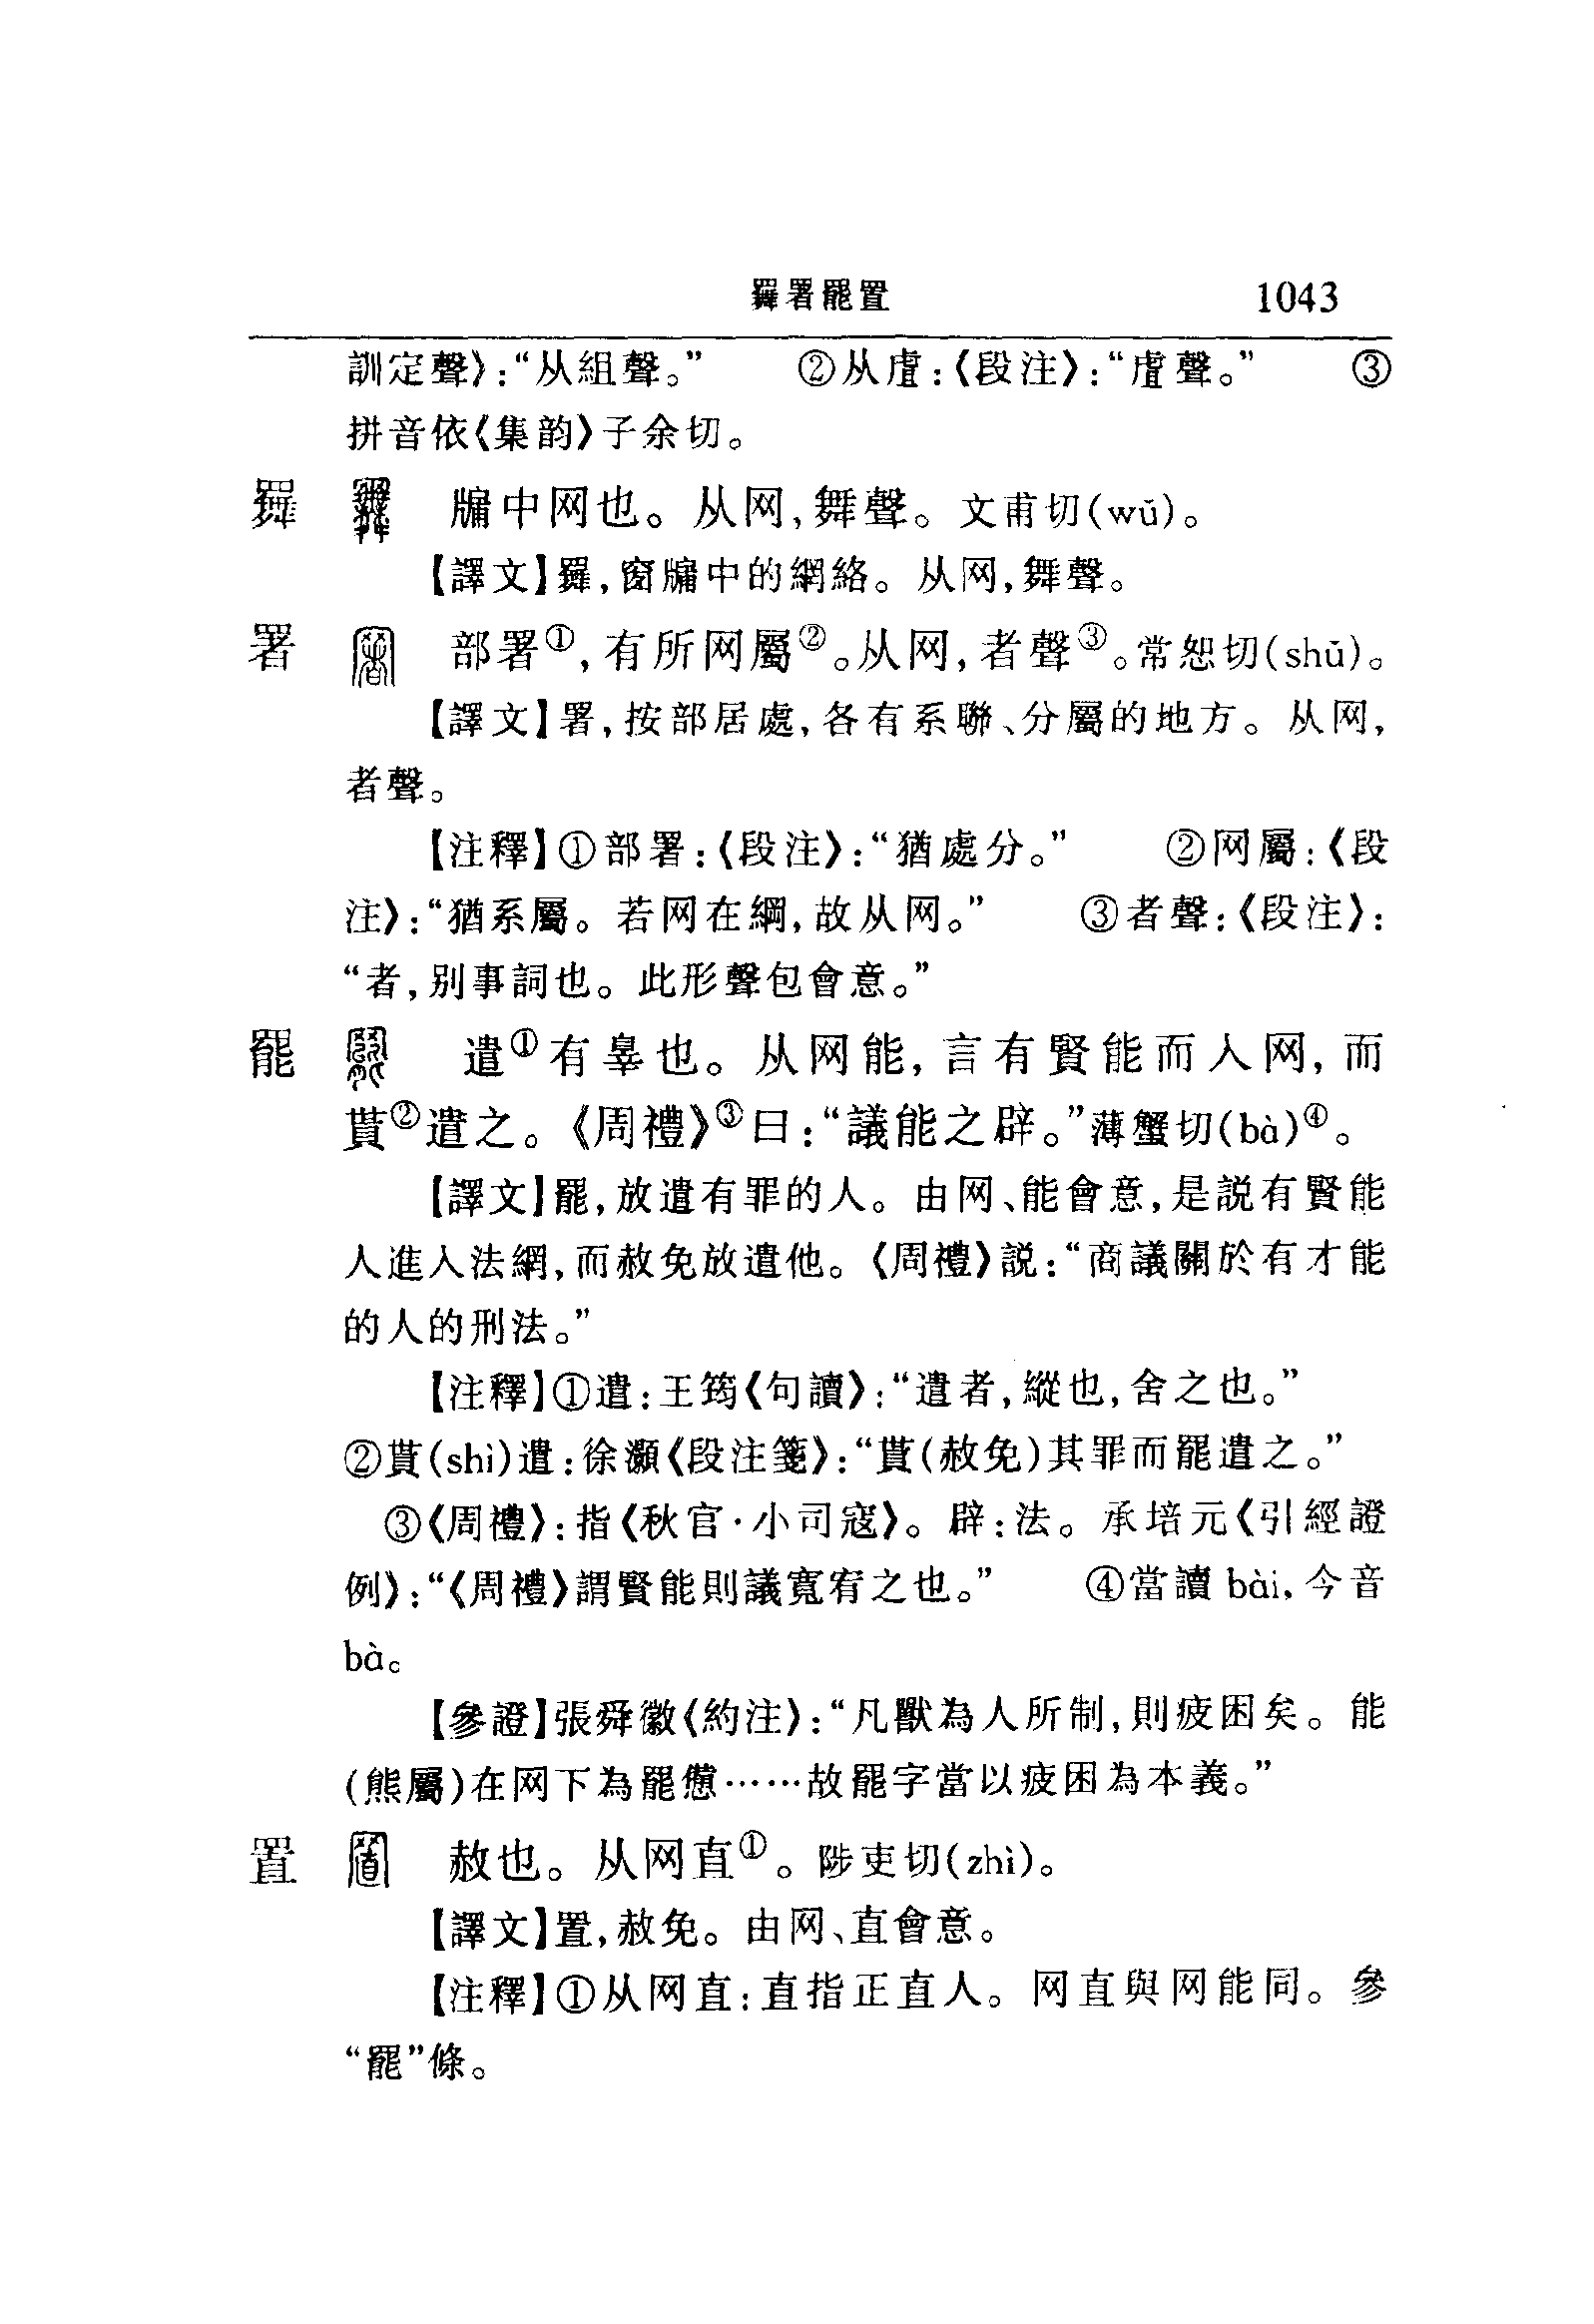 𦋞署罷置 1043
訓定聲〉:“从組聲。” ②从虘:〈段注〉:“虘聲。” ③
拼音依〈集韵〉子余切。
𦋞 牖中网也。从网,舞聲。文甫切(wǔ)。
【譯文】𦋞,窗牖中的網絡。从网,舞聲。
署 部署①,有所网屬②。从网,者聲③。常恕切(shǔ)。
【譯文】署,按部居處,各有系聯、分屬的地方。从网,
者聲。
【注釋】①部署:〈段注〉:“猶處分。” ②网屬:〈段
注〉:“猶系屬。若网在綱,故从网。” ③者聲:〈段注〉:
“者,别事詞也。此形聲包會意。”
罷 遣①有辠也。从网能,言有賢能而入网,而
貰②遣之。《周禮》③曰:“議能之辟。”薄蟹切(bà)④。
【譯文】罷,放遣有罪的人。由网、能會意,是説有賢能
人進入法網,而赦免放遣他。〈周禮〉説:“商議關於有才能
的人的刑法。”
【注釋】①遣:王筠〈句讀〉:“遣者,縱也,舍之也。”
②貰(shì)遣:徐灝〈段注箋〉:“貰(赦免)其罪而罷遣之。”
③〈周禮〉:指〈秋官·小司寇〉。辟:法。承培元〈引經證
例〉:“〈周禮〉謂賢能則議寬宥之也。” ④當讀 bài,今音
bà。
【參證】張舜徽〈約注〉:“凡獸為人所制,則疲困矣。能
(熊屬)在网下為罷憊……故罷字當以疲困為本義。”
置 赦也。从网直①。陟吏切(zhì)。
【譯文】置,赦免。由网、直會意。
【注釋】①从网直:直指正直人。网直與网能同。參
“罷”條。